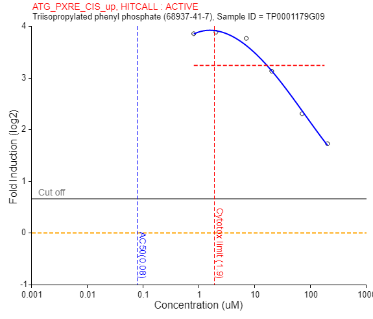 ATG_PXRE_CIS_up, HITCALL : ACTIVE
Triisopropylated phenyl phosphate (68937-41-7), Sample ID = TP0001179G09
4
3
2
1
0
-1
Fold Induction (log2)
Cut off
AC50(0.08)
Cytotox limit (1.9)
0.001
0.01
0.1
1
10
100
1000
Concentration (uM)